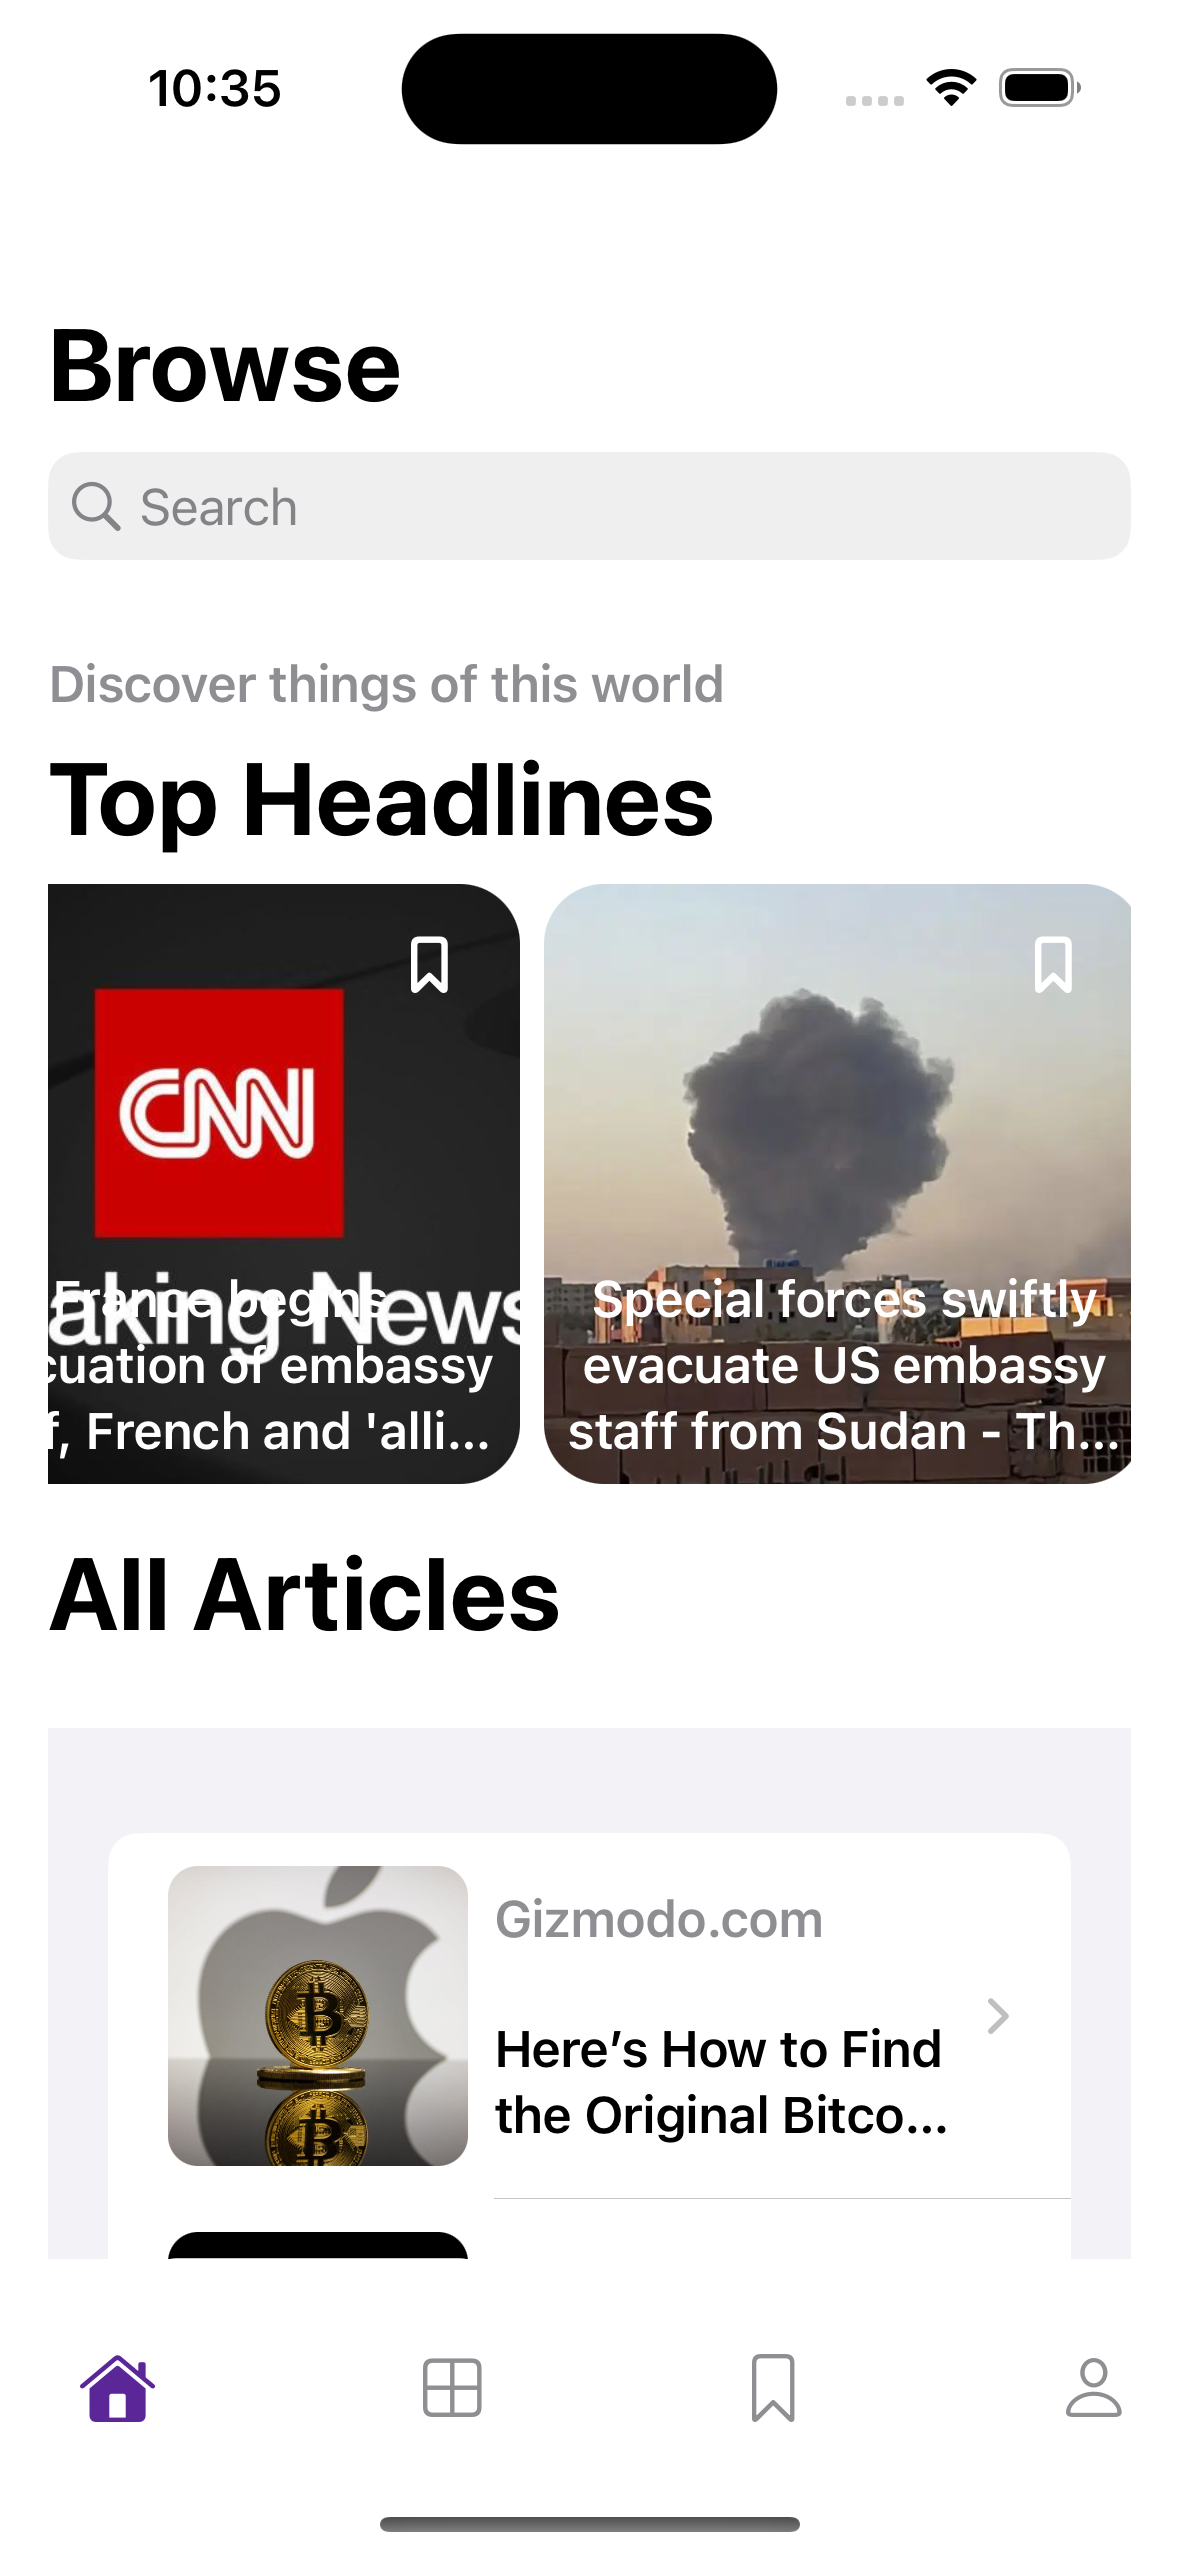 10:35
Browse
Search
Discover things of this world
Top Headlines
CNN
aking News
France begins
cuation of embassy
f, French and 'alli...
Special forces swiftly
evacuate US embassy
staff from Sudan - Th...
All Articles
Gizmodo.com
Here’s How to Find
the Original Bitco...